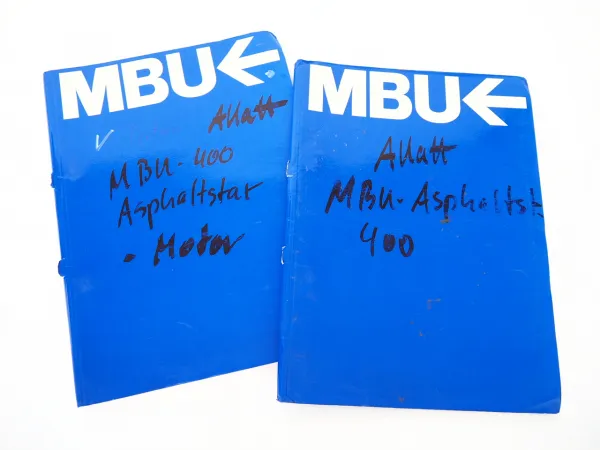 MBU
Allatt
MBU-400
Asphaltstar
. Motor
MBU
Allatt
MBU-Asphaltst
400